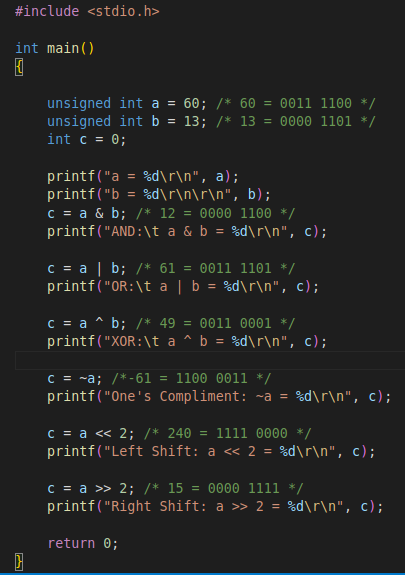 #include <stdio.h>
int main()
{
unsigned int a = 60; /* 60 = 0011 1100 */
unsigned int b = 13; /* 13 = 0000 1101 */
int c = 0;
printf("a = %d\r\n", a);
printf("b = %d\r\n\r\n", b);
c = a & b; /* 12 = 0000 1100 */
printf("AND:\t a & b = %d\r\n", c);
c = a | b; /* 61 = 0011 1101 */
printf("OR:\t a | b = %d\r\n", c);
c = a ^ b; /* 49 = 0011 0001 */
printf("XOR:\t a ^ b = %d\r\n", c);
c = ~a; /*-61 = 1100 0011 */
printf("One's Compliment: ~a = %d\r\n", c);
c = a << 2; /* 240 = 1111 0000 */
printf("Left Shift: a << 2 = %d\r\n", c);
c = a >> 2; /* 15 = 0000 1111 */
printf("Right Shift: a >> 2 = %d\r\n", c);
return 0;
}